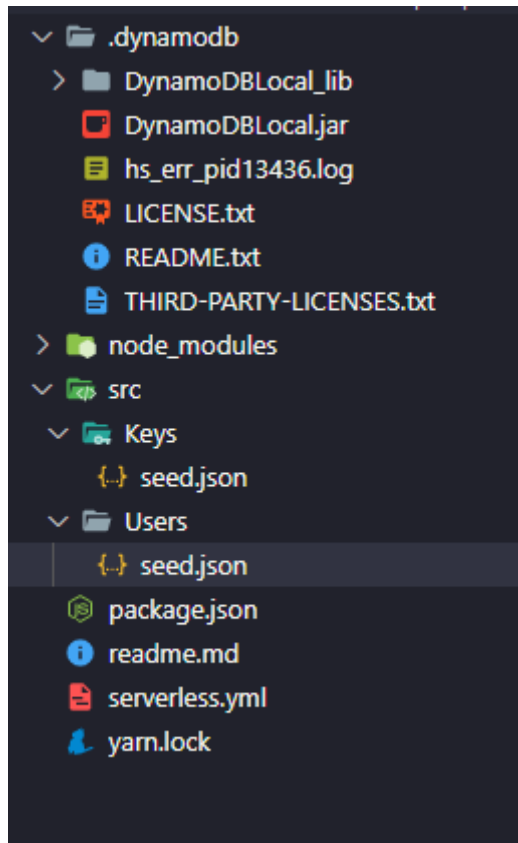 .dynamodb
DynamoDBLocal_lib
DynamoDBLocal.jar
hs_err_pid13436.log
LICENSE.txt
README.txt
THIRD-PARTY-LICENSES.txt
node_modules
src
Keys
seed.json
Users
seed.json
package.json
readme.md
serverless.yml
yarn.lock